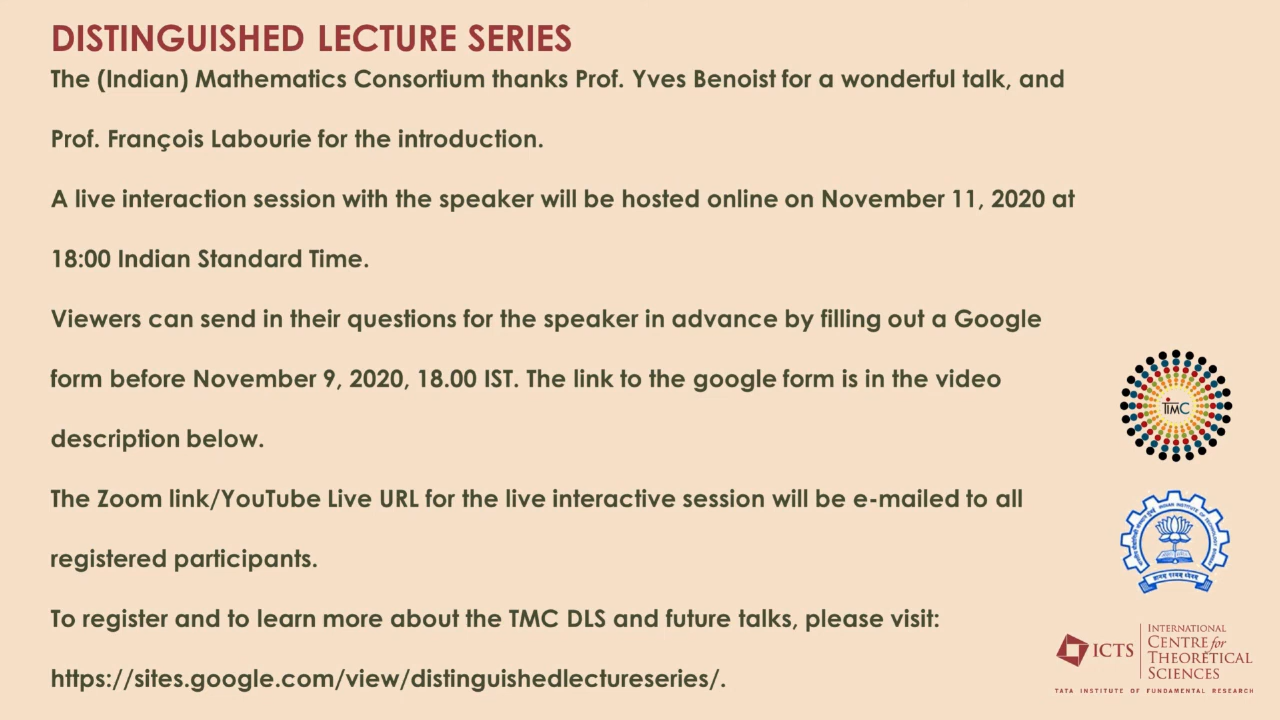 DISTINGUISHED LECTURE SERIES
The (Indian) Mathematics Consortium thanks Prof. Yves Benoist for a wonderful talk, and
Prof. François Labourie for the introduction.
A live interaction session with the speaker will be hosted online on November 11, 2020 at
18:00 Indian Standard Time.
Viewers can send in their questions for the speaker in advance by filling out a Google
form before November 9, 2020, 18.00 IST. The link to the google form is in the video
description below.
The Zoom link/YouTube Live URL for the live interactive session will be e-mailed to all
registered participants.
To register and to learn more about the TMC DLS and future talks, please visit:
https://sites.google.com/view/distinguishedlectureseries/.
TIMC
ICTS
INTERNATIONAL
CENTRE for
THEORETICAL
SCIENCES
TATA INSTITUTE OF FUNDAMENTAL RESEARCH